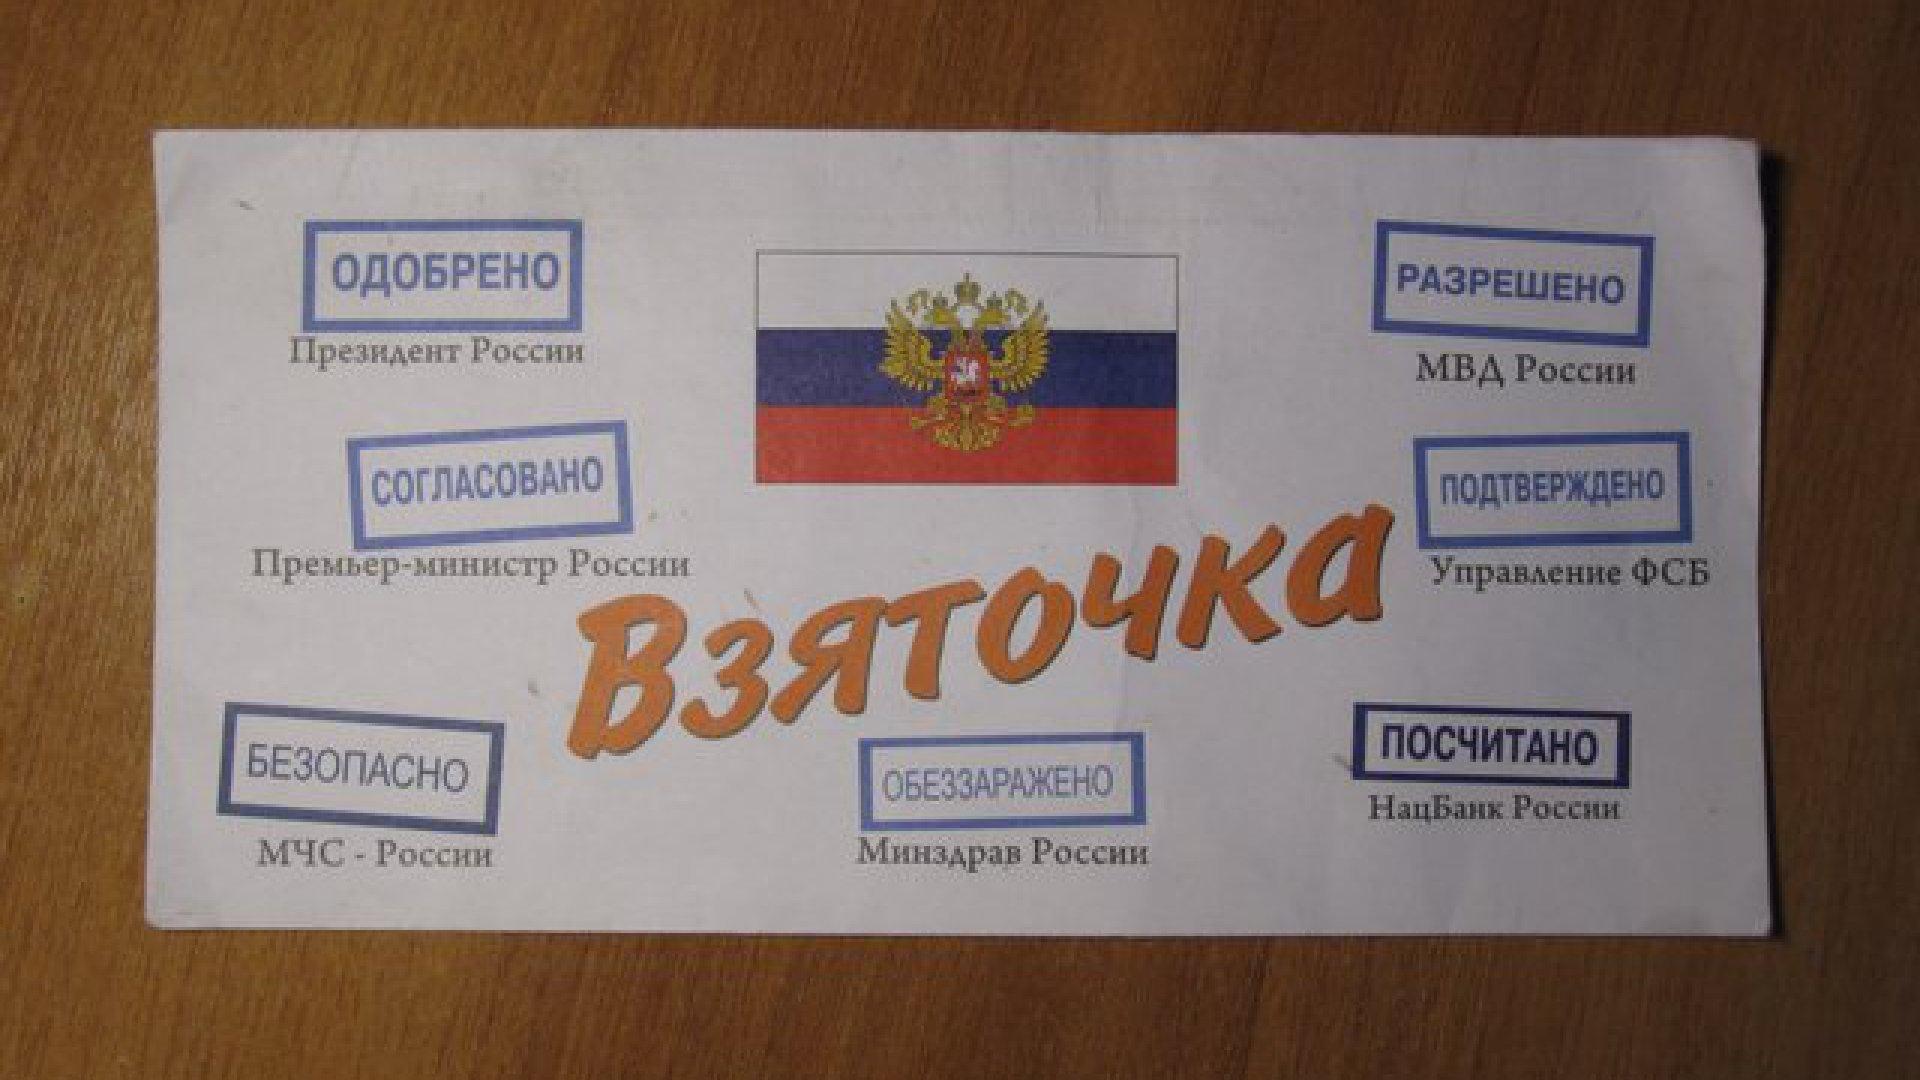 ОДОБРЕНО
Президент России
РАЗРЕШЕНО
МВД России
СОГЛАСОВАНО
Премьер-министр России
ПОДТВЕРЖДЕНО
Управление ФСБ
Взяточка
БЕЗОПАСНО
МЧС - России
ОБЕЗЗАРАЖЕНО
Минздрав России
ПОСЧИТАНО
НацБанк России